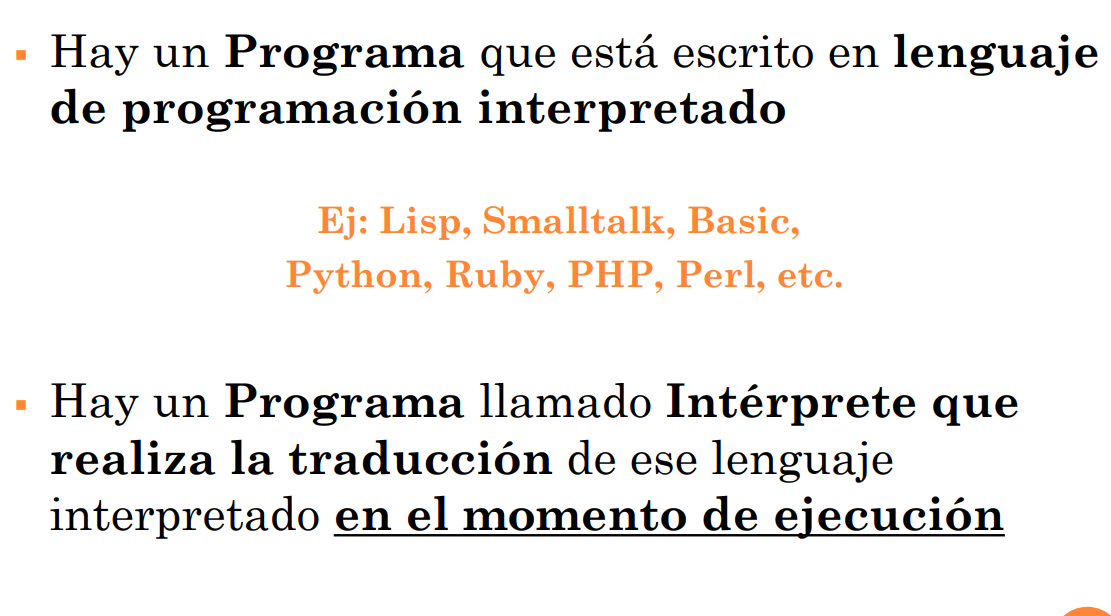 ▪ Hay un Programa que está escrito en lenguaje
de programación interpretado
Ej: Lisp, Smalltalk, Basic,
Python, Ruby, PHP, Perl, etc.
▪ Hay un Programa llamado Intérprete que
realiza la traducción de ese lenguaje
interpretado en el momento de ejecución